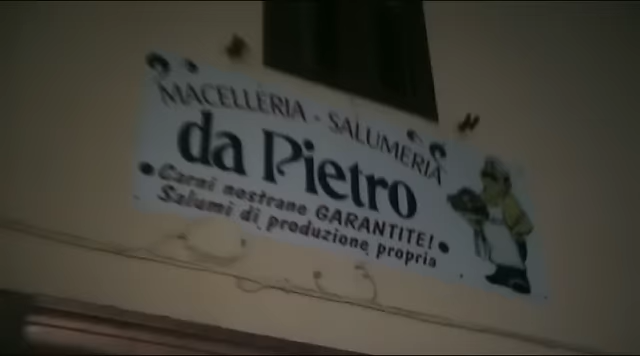 MACELLERIA - SALUMERIA
da Pietro
• Carni nostrane GARANTITE! •
Salumi di produzione propria